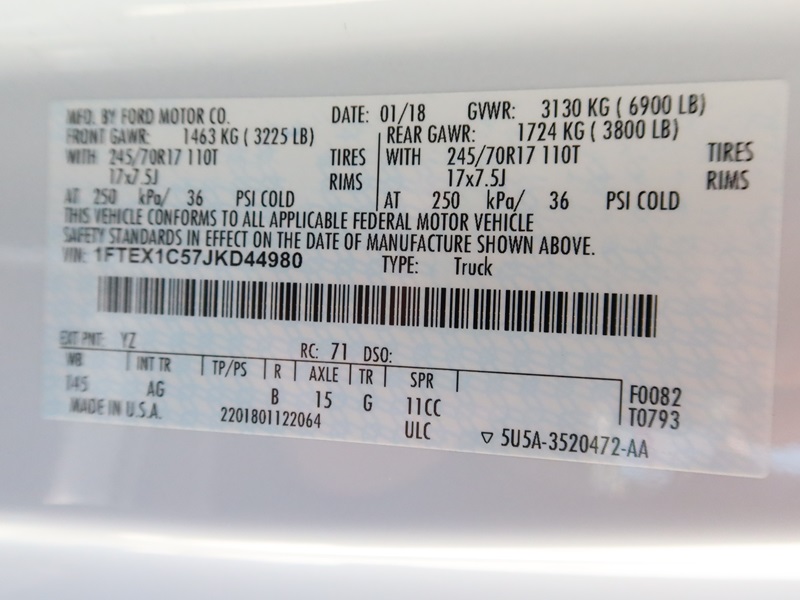 MFD. BY FORD MOTOR CO. DATE: 01/18 GVWR: 3130 KG ( 6900 LB)
FRONT GAWR: 1463 KG ( 3225 LB) REAR GAWR: 1724 KG ( 3800 LB)
WITH 245/70R17 110T TIRES WITH 245/70R17 110T TIRES
17x7.5J RIMS 17x7.5J RIMS
AT 250 kPa/ 36 PSI COLD AT 250 kPa/ 36 PSI COLD
THIS VEHICLE CONFORMS TO ALL APPLICABLE FEDERAL MOTOR VEHICLE
SAFETY STANDARDS IN EFFECT ON THE DATE OF MANUFACTURE SHOWN ABOVE.
VIN: 1FTEX1C57JKD44980 TYPE: Truck
EXT PNT: YZ RC: 71 DSO:
WB INT TR TP/PS R AXLE TR SPR
145 AG B 15 G 11CC F0082
MADE IN U.S.A. 2201801122064 ULC T0793
▽ 5U5A-3520472-AA